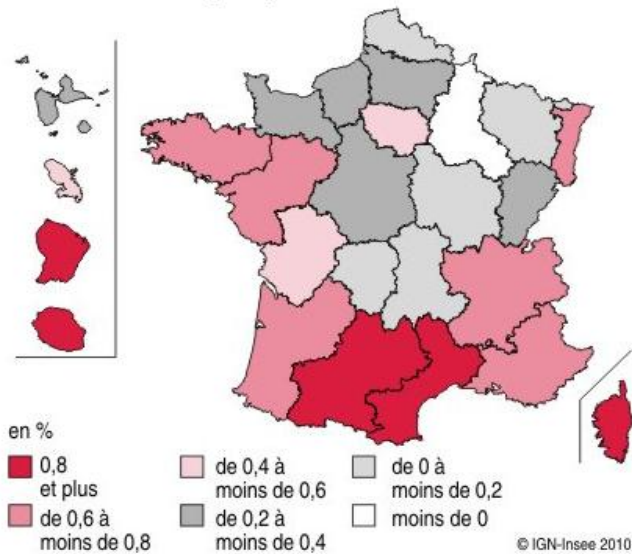 en %
0,8
et plus
de 0,6 à
moins de 0,8
de 0,4 à
moins de 0,6
de 0,2 à
moins de 0,4
de 0 à
moins de 0,2
moins de 0
© IGN-Insee 2010